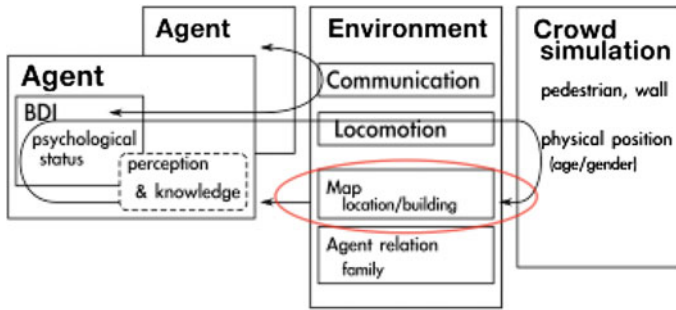 Agent
Agent
BDI
psychological
status
perception
& knowledge
Environment
Communication
Locomotion
Map
location/building
Agent relation
family
Crowd
simulation
pedestrian, wall
physical position
(age/gender)